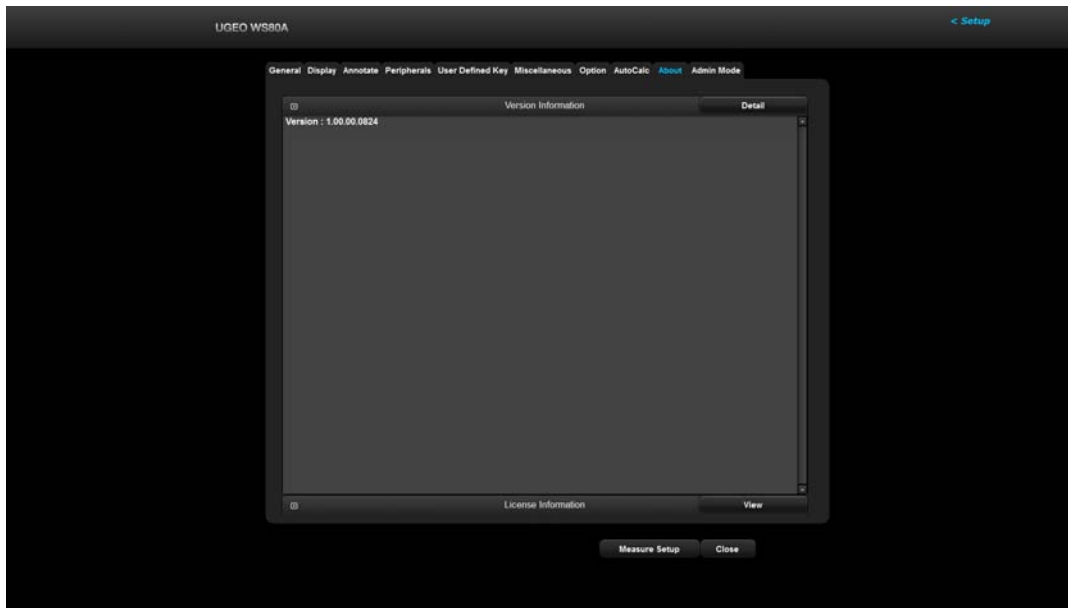 UGEO WS80A
< Setup
General Display Annotate Peripherals User Defined Key Miscellaneous Option AutoCalc About Admin Mode
Version Information Detail
Version : 1.00.00.0824
License Information View
Measure Setup Close